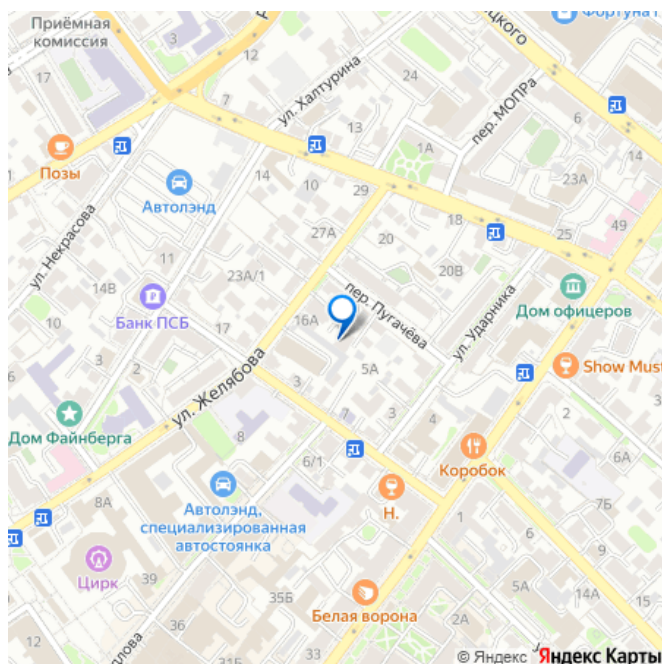 Приёмная
комиссия
цкого
Фортуна
17
12
7
ул. Халтурина
24
пер. МОПРа
6
13
1А
49
23А
Позы
Автолэнд
14
10
29
18
25
ул. Некрасова
11
27А
20
20В
23А/1
14В
пер. Пугачёва
ул. Ударника
Дом офицеров
10
Банк ПСБ
17
16А
Show Must
3
ул. Желябова
5А
3
3
7
3
4
2
Дом Файнберга
8
6/1
Коробок
6А
8А
Автолэнд,
специализированная
автостоянка
Н.
7Б
1
6
Цирк
39
35Б
5А
14А
Белая ворона
2А
12
длова
36
33
© Яндекс Яндекс Карты